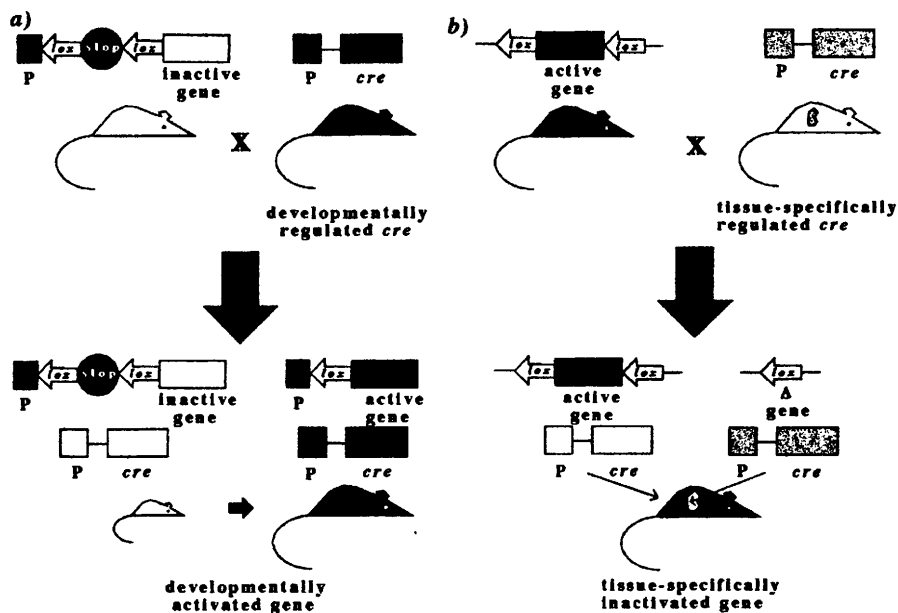 a)
lox stop lox
P inactive gene
P cre
X
developmentally
regulated cre
lox stop lox
P inactive gene
lox
P active gene
P cre
P cre
developmentally
activated gene
b)
lox lox
active
gene
P cre
X
tissue-specifically
regulated cre
lox lox
active
gene
lox
Δ
gene
P cre
P cre
tissue-specifically
inactivated gene